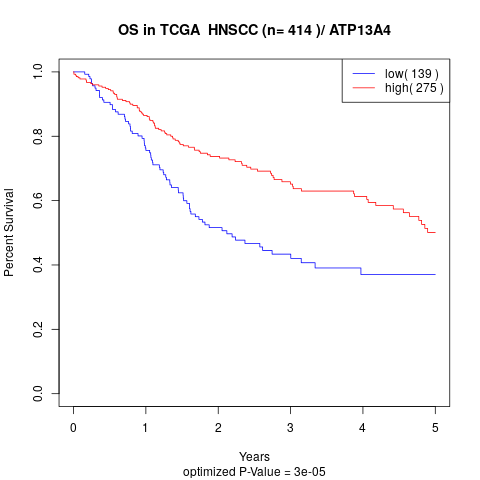 OS in TCGA  HNSCC (n= 414 )/ ATP13A4
low( 139 )
high( 275 )
Percent Survival
1.0
0.8
0.6
0.4
0.2
0.0
0 1 2 3 4 5
Years
optimized P-Value = 3e-05